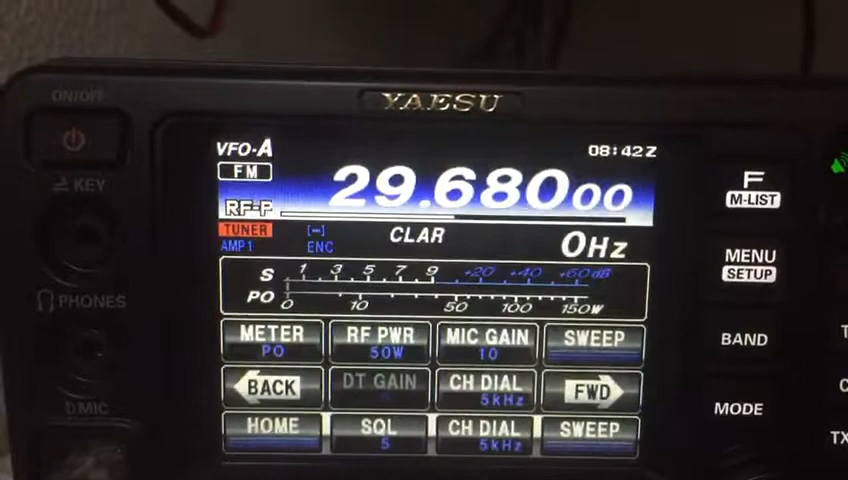 ON/OFF
YAESU
VFO-A
08:42Z
FM
29.680 00
F
M-LIST
RF-P
KEY
TUNER
[-]
CLAR
0Hz
AMP1
ENC
MENU
SETUP
S 1 3 5 7 9 +20 +40 +60dB
PO 0 10 50 100 150W
PHONES
METER RF PWR MIC GAIN SWEEP
PO 50W 10
BAND
BACK DT GAIN CH DIAL FWD
5kHz
D.MIC
MODE
HOME SQL CH DIAL SWEEP
5 5kHz
TX